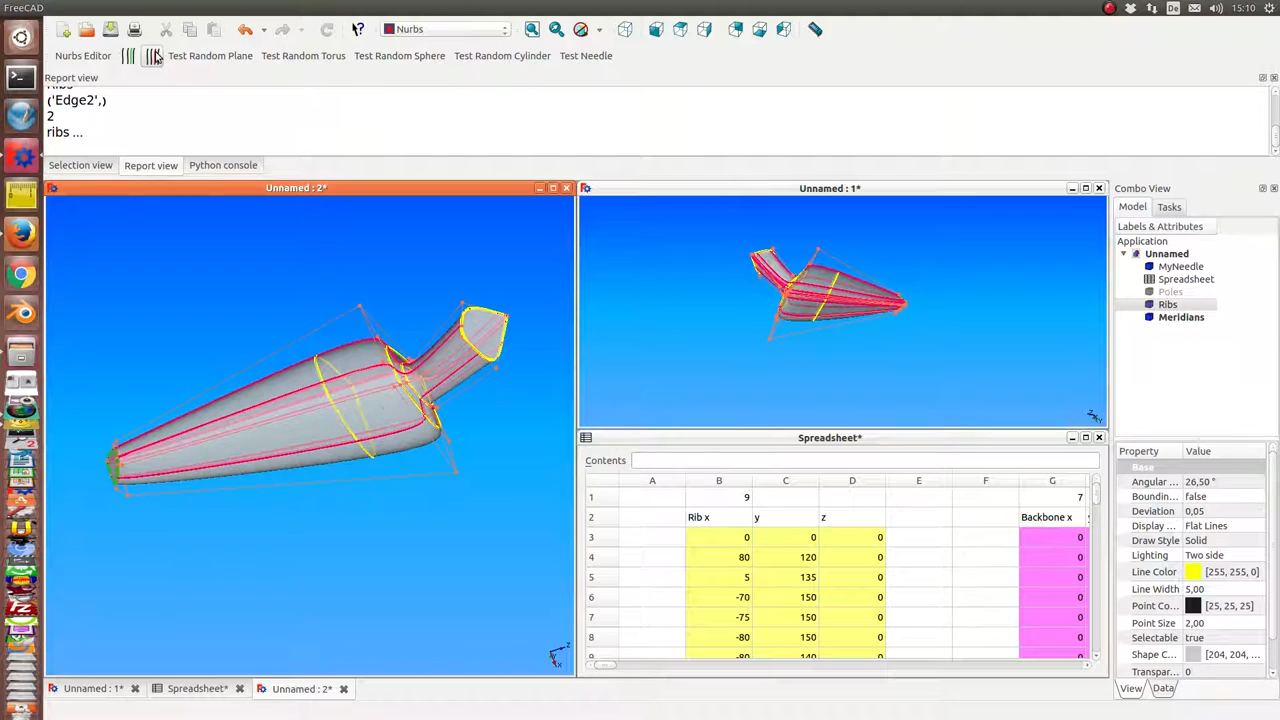 FreeCAD
De
15:10
Nurbs
Nurbs Editor
Test Random Plane
Test Random Torus
Test Random Sphere
Test Random Cylinder
Test Needle
Report view
('Edge2',)
2
ribs ...
Selection view
Report view
Python console
Unnamed : 2*
Unnamed : 1*
Spreadsheet*
Contents
A B C D E F G
1 9 7
2 Rib x y z Backbone x
3 0 0 0 0
4 80 120 0 0
5 5 135 0 0
6 -70 150 0 0
7 -75 150 0 0
8 -80 150 0 0
9 -80 140 0 0
Unnamed : 1*
Spreadsheet*
Unnamed : 2*
Combo View
Model
Tasks
Labels & Attributes
Application
Unnamed
MyNeedle
Spreadsheet
Poles
Ribs
Meridians
Property Value
Base
Angular ... 26,50 °
Boundin... false
Deviation 0,05
Display ... Flat Lines
Draw Style Solid
Lighting Two side
Line Color [255, 255, 0]
Line Width 5,00
Point Co... [25, 25, 25]
Point Size 2,00
Selectable true
Shape C... [204, 204, ...
Transpar... 0
View
Data